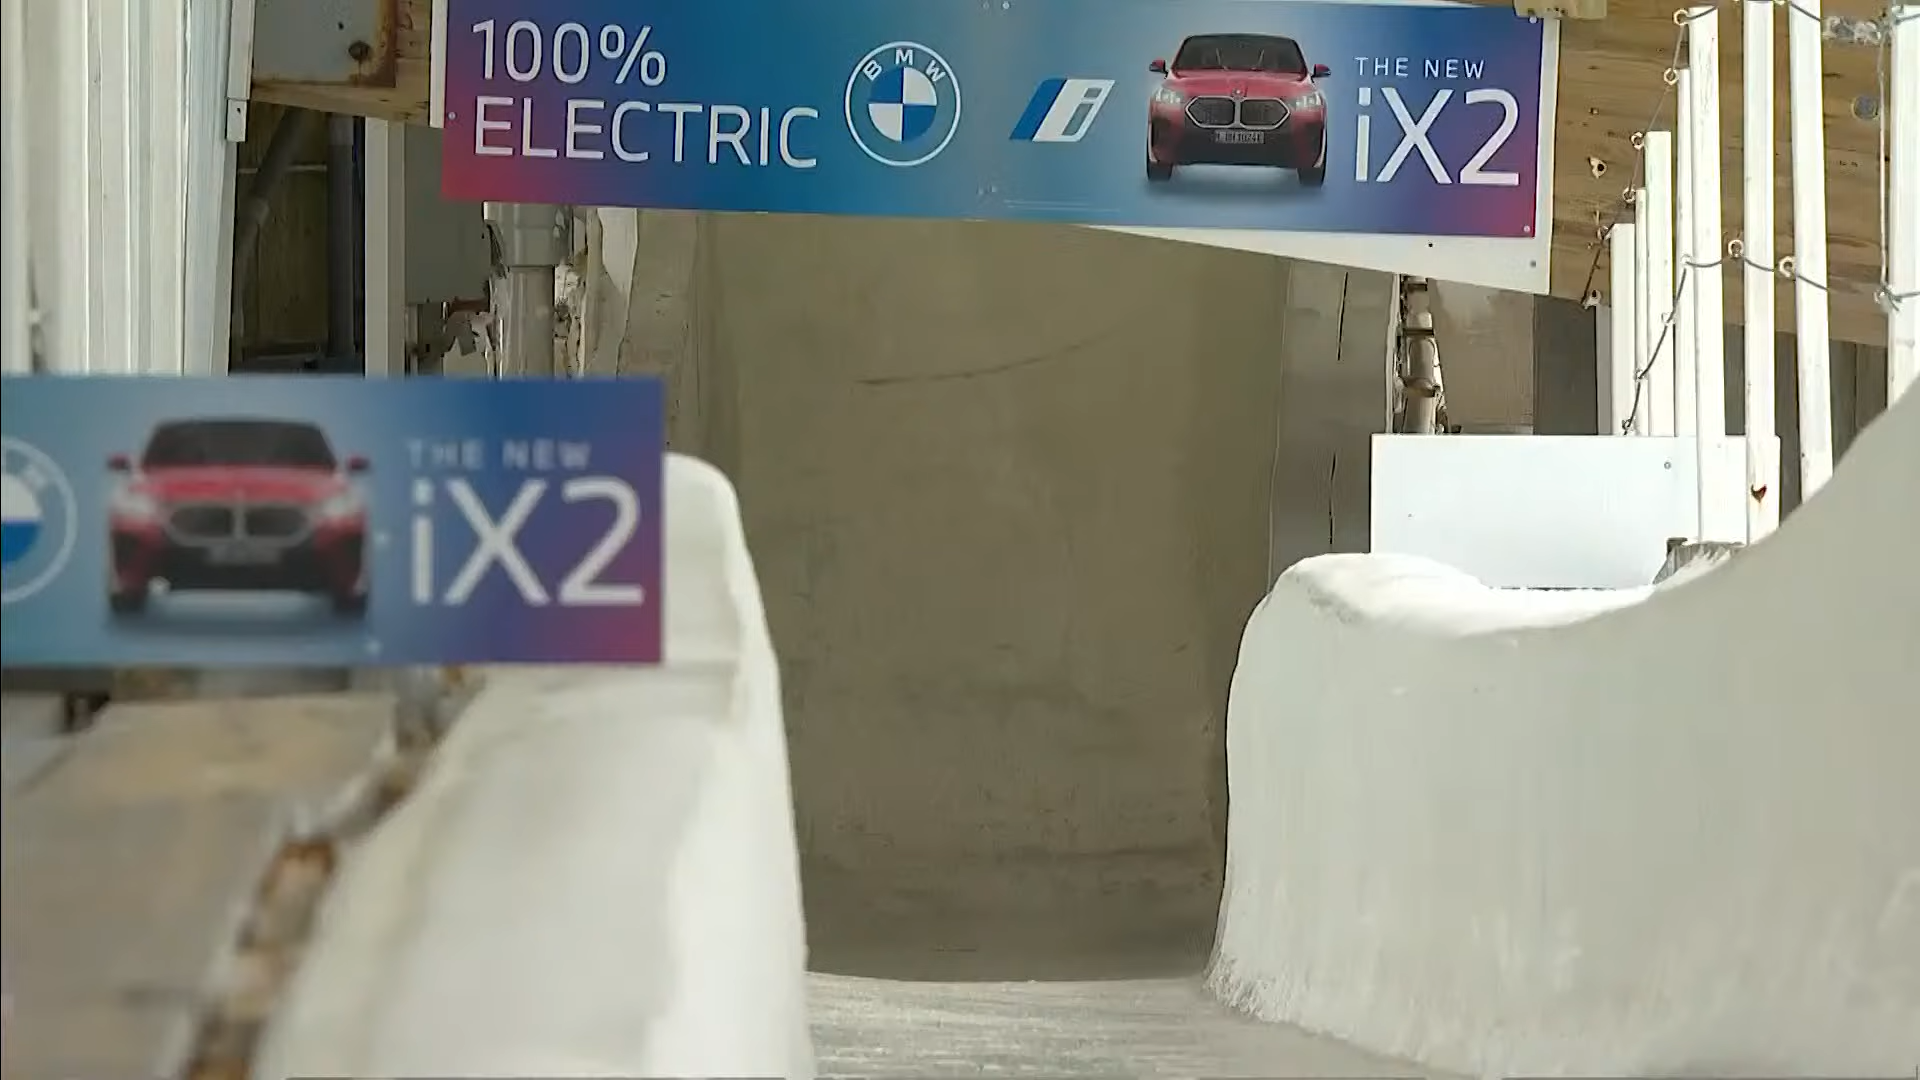 100%
ELECTRIC
BMW
i
THE NEW
iX2
THE NEW
iX2